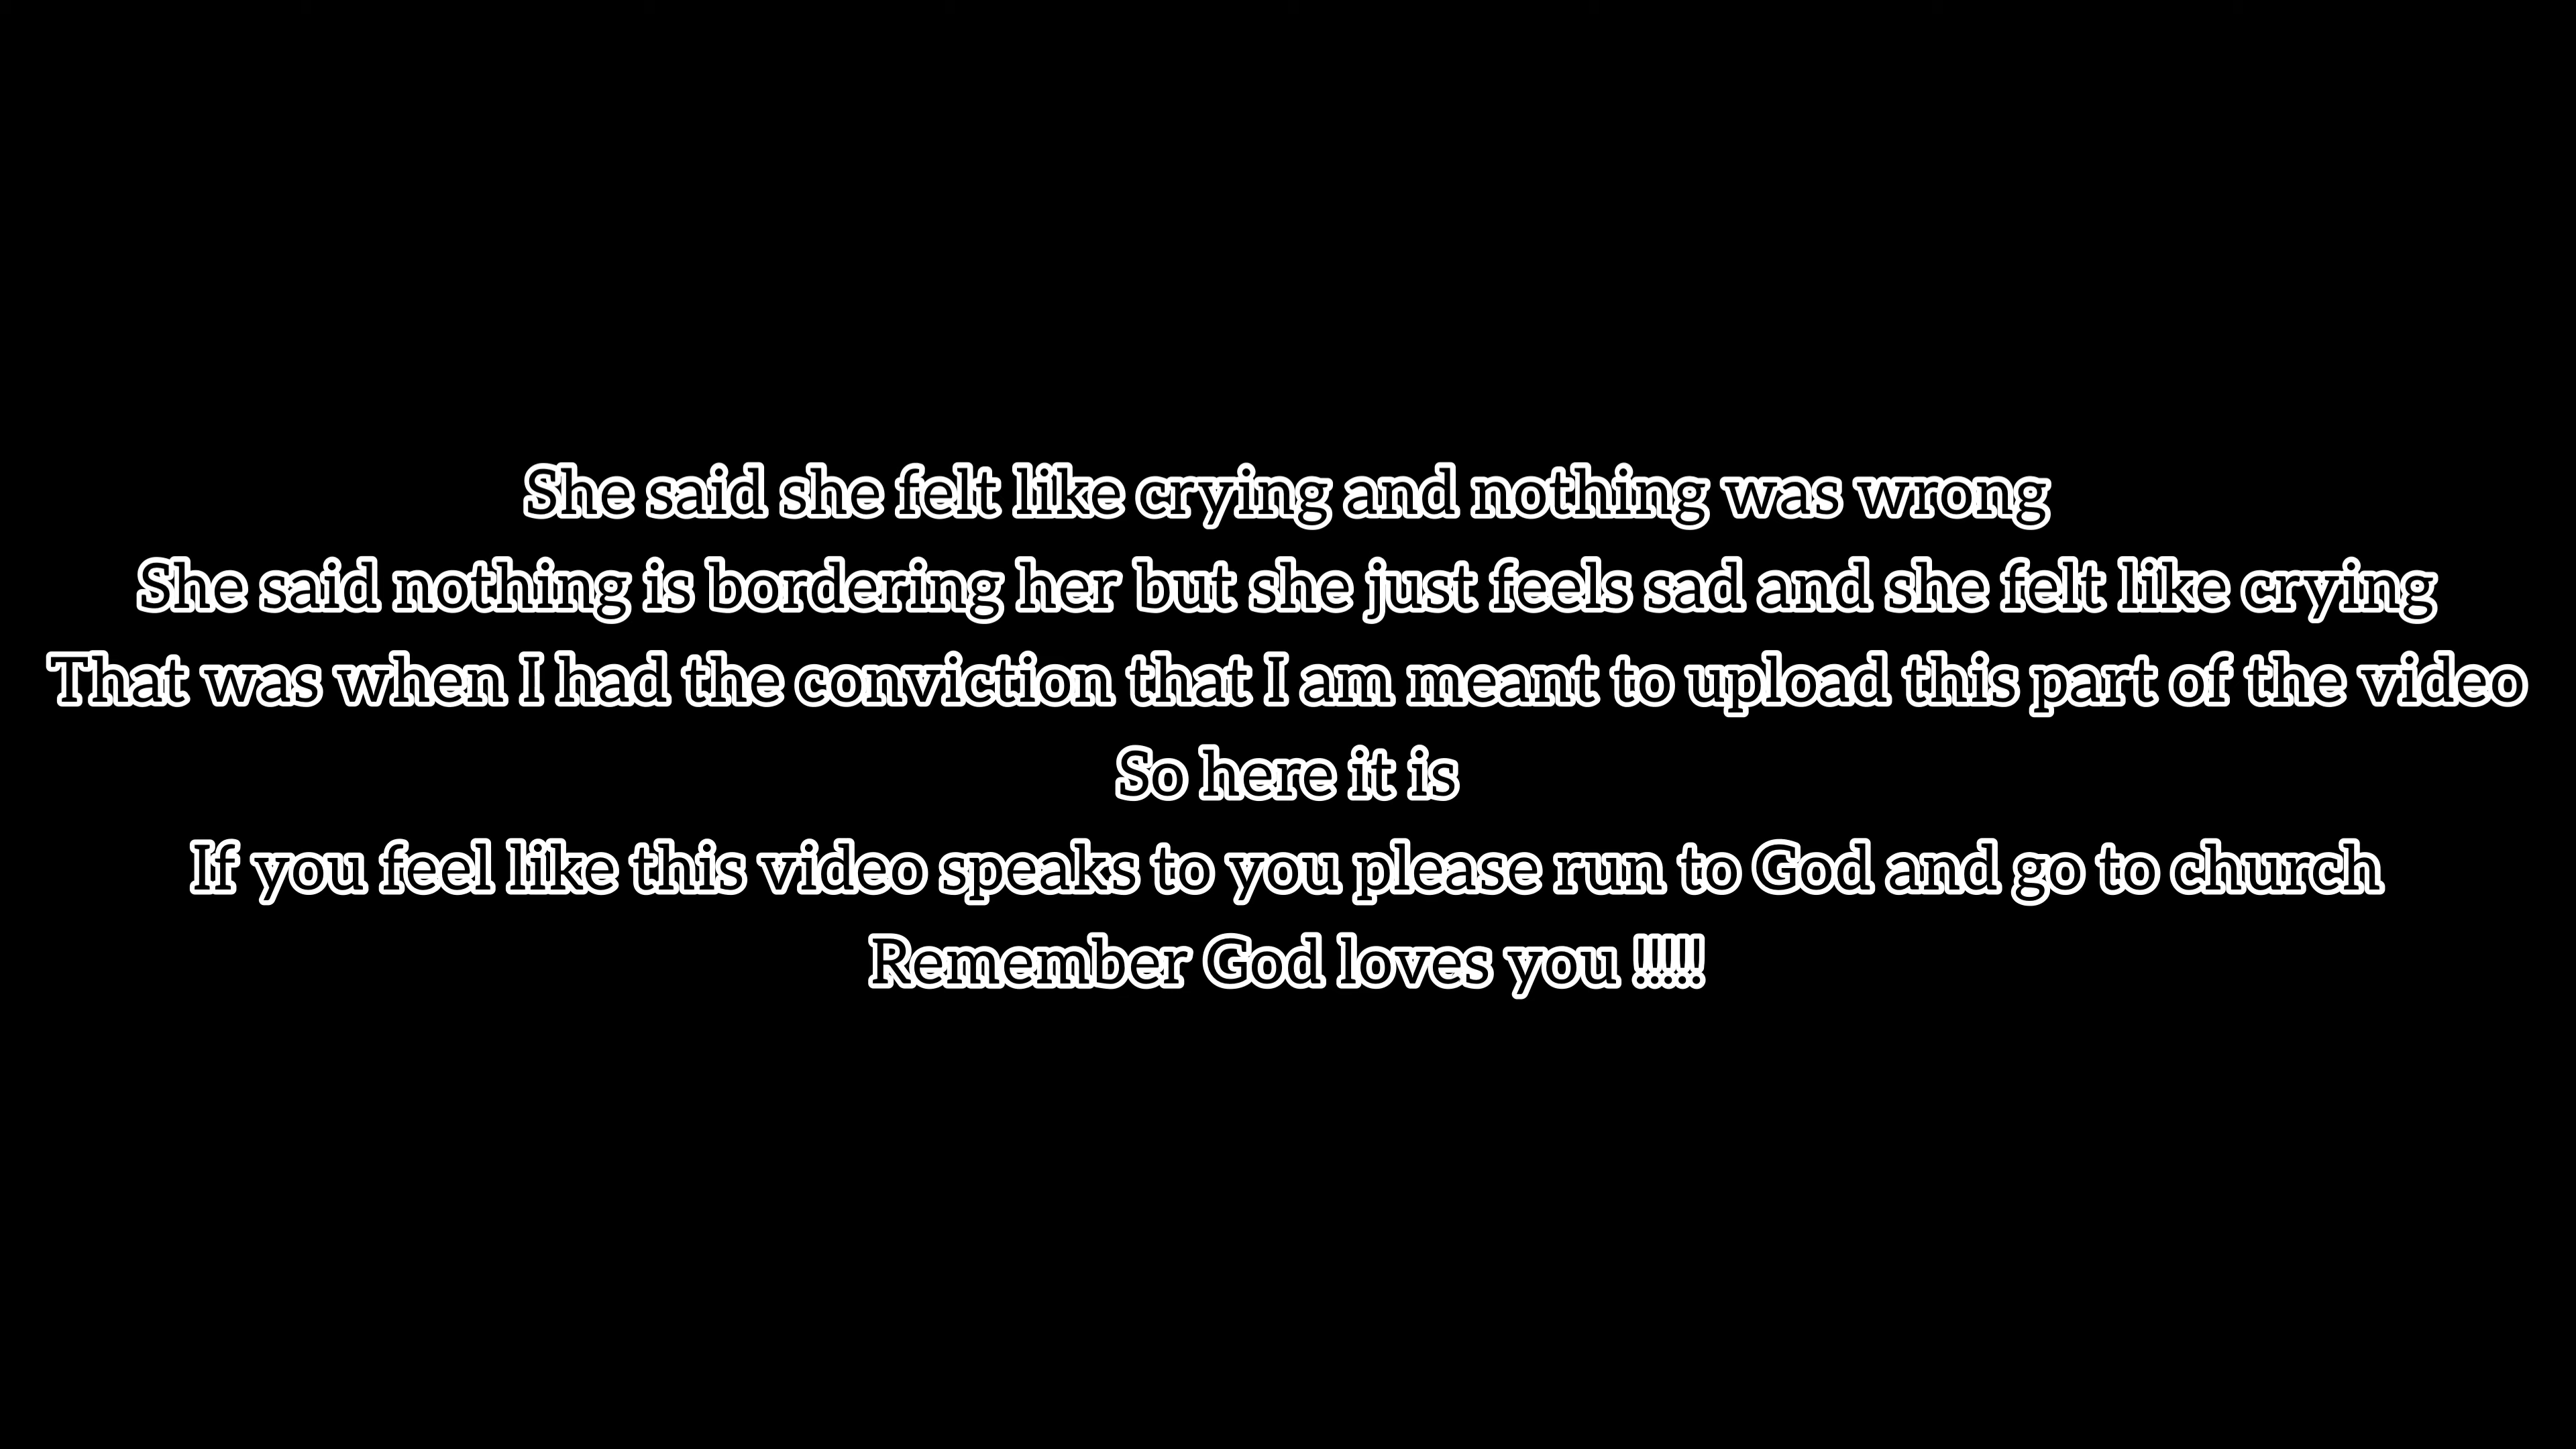 She said she felt like crying and nothing was wrong
She said nothing is bordering her but she just feels sad and she felt like crying
That was when I had the conviction that I am meant to upload this part of the video
So here it is
If you feel like this video speaks to you please run to God and go to church
Remember God loves you !!!!!